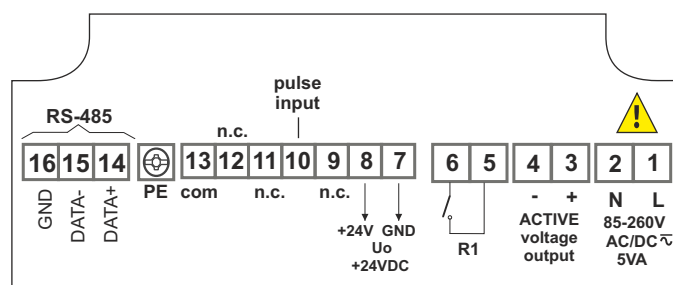 pulse
input
RS-485
n.c.
16 15 14 13 12 11 10 9 8 7 6 5 4 3 2 1
PE com n.c. n.c. - + N L
GND
DATA-
DATA+
+24V GND
Uo
+24VDC
R1
ACTIVE
voltage
output
85-260V
AC/DC
5VA